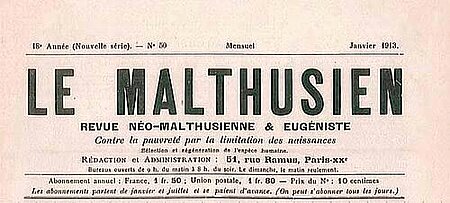 18e Année (Nouvelle série). — No 50 Mensuel Janvier 1913.
LE MALTHUSIEN
REVUE NÉO-MALTHUSIENNE & EUGÉNISTE
Contre la pauvreté par la limitation des naissances
Sélection et régénération de l'espèce humaine.
RÉDACTION et ADMINISTRATION : 51, rue Ramus, PARIS-XXe
Bureaux ouverts de 9 h. du matin à 8 h. du soir. Le dimanche, le matin seulement.
Abonnement annuel : France, 1 fr. 50 ; Union postale, 1 fr. 80 — Prix du No : 10 centimes
Les abonnements partent de janvier et juillet et se paient d'avance. (On peut s'abonner tous les jours.)